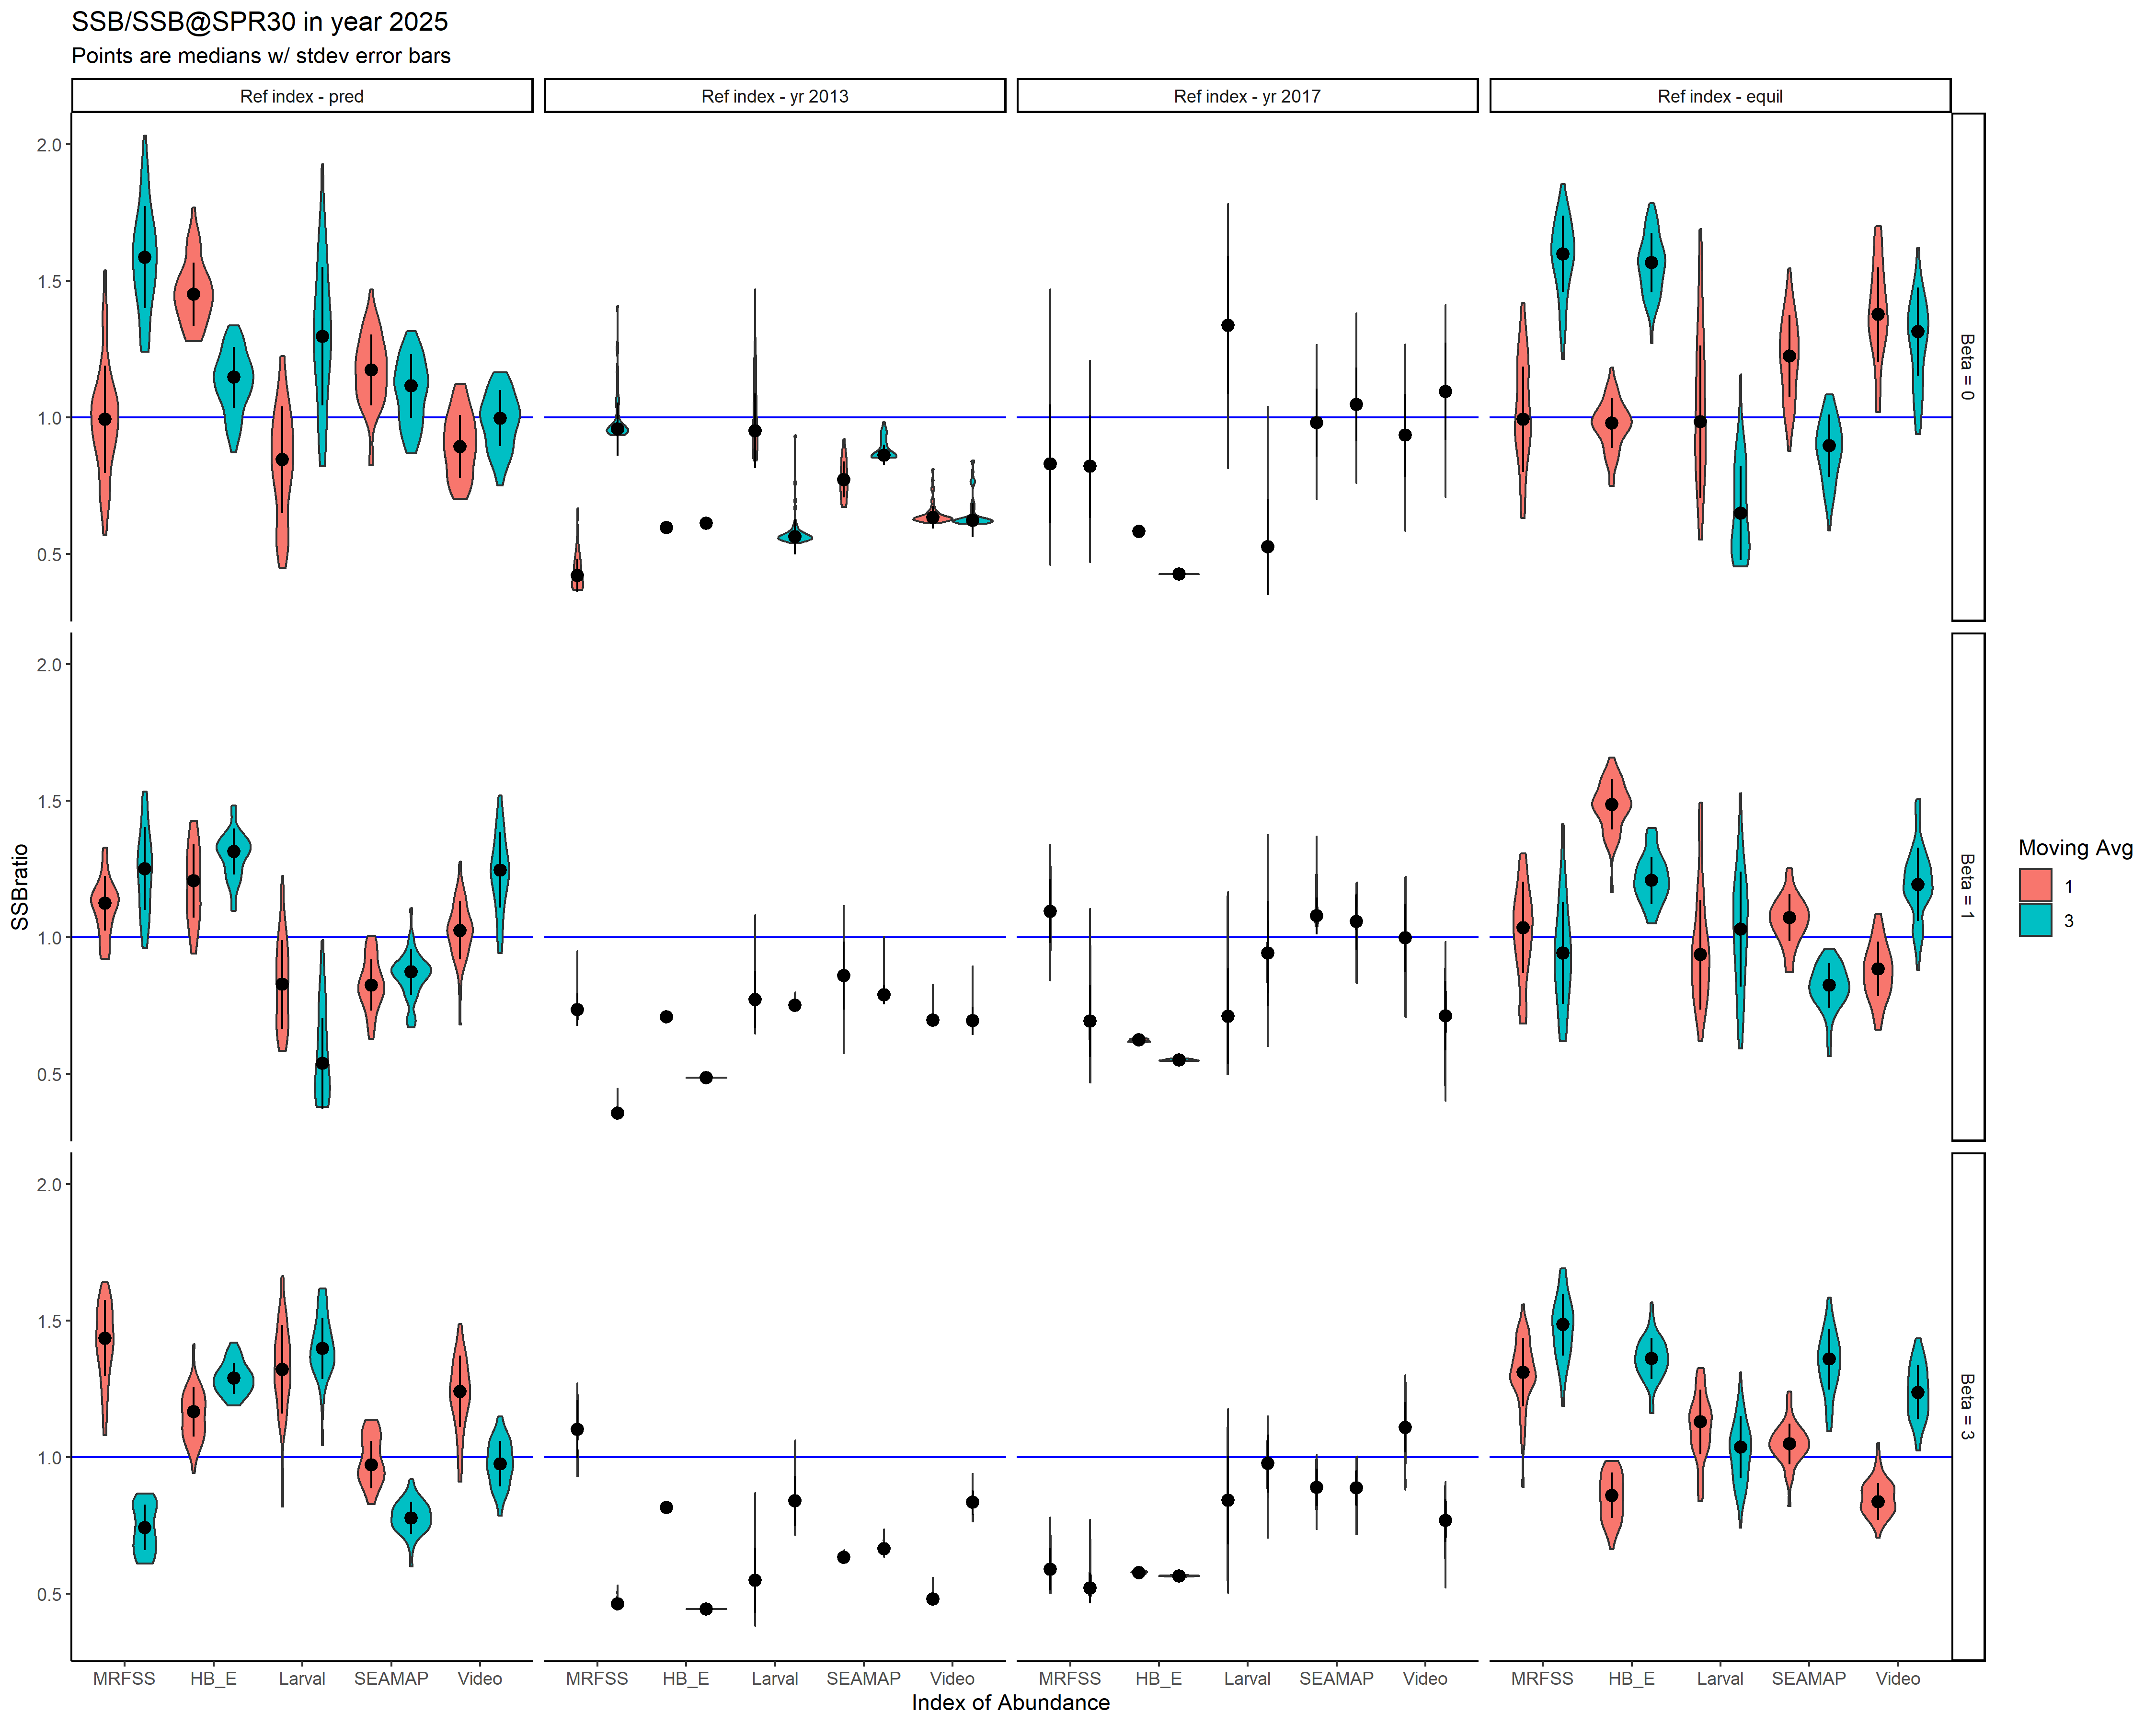 SSB/SSB@SPR30 in year 2025
Points are medians w/ stdev error bars
Ref index - pred
Ref index - yr 2013
Ref index - yr 2017
Ref index - equil
2.0
1.5
1.0
0.5
Beta = 0
2.0
1.5
1.0
0.5
Beta = 1
2.0
1.5
1.0
0.5
Beta = 3
SSBratio
MRFSS HB_E Larval SEAMAP Video
MRFSS HB_E Larval SEAMAP Video
MRFSS HB_E Larval SEAMAP Video
MRFSS HB_E Larval SEAMAP Video
Index of Abundance
Moving Avg
1
3